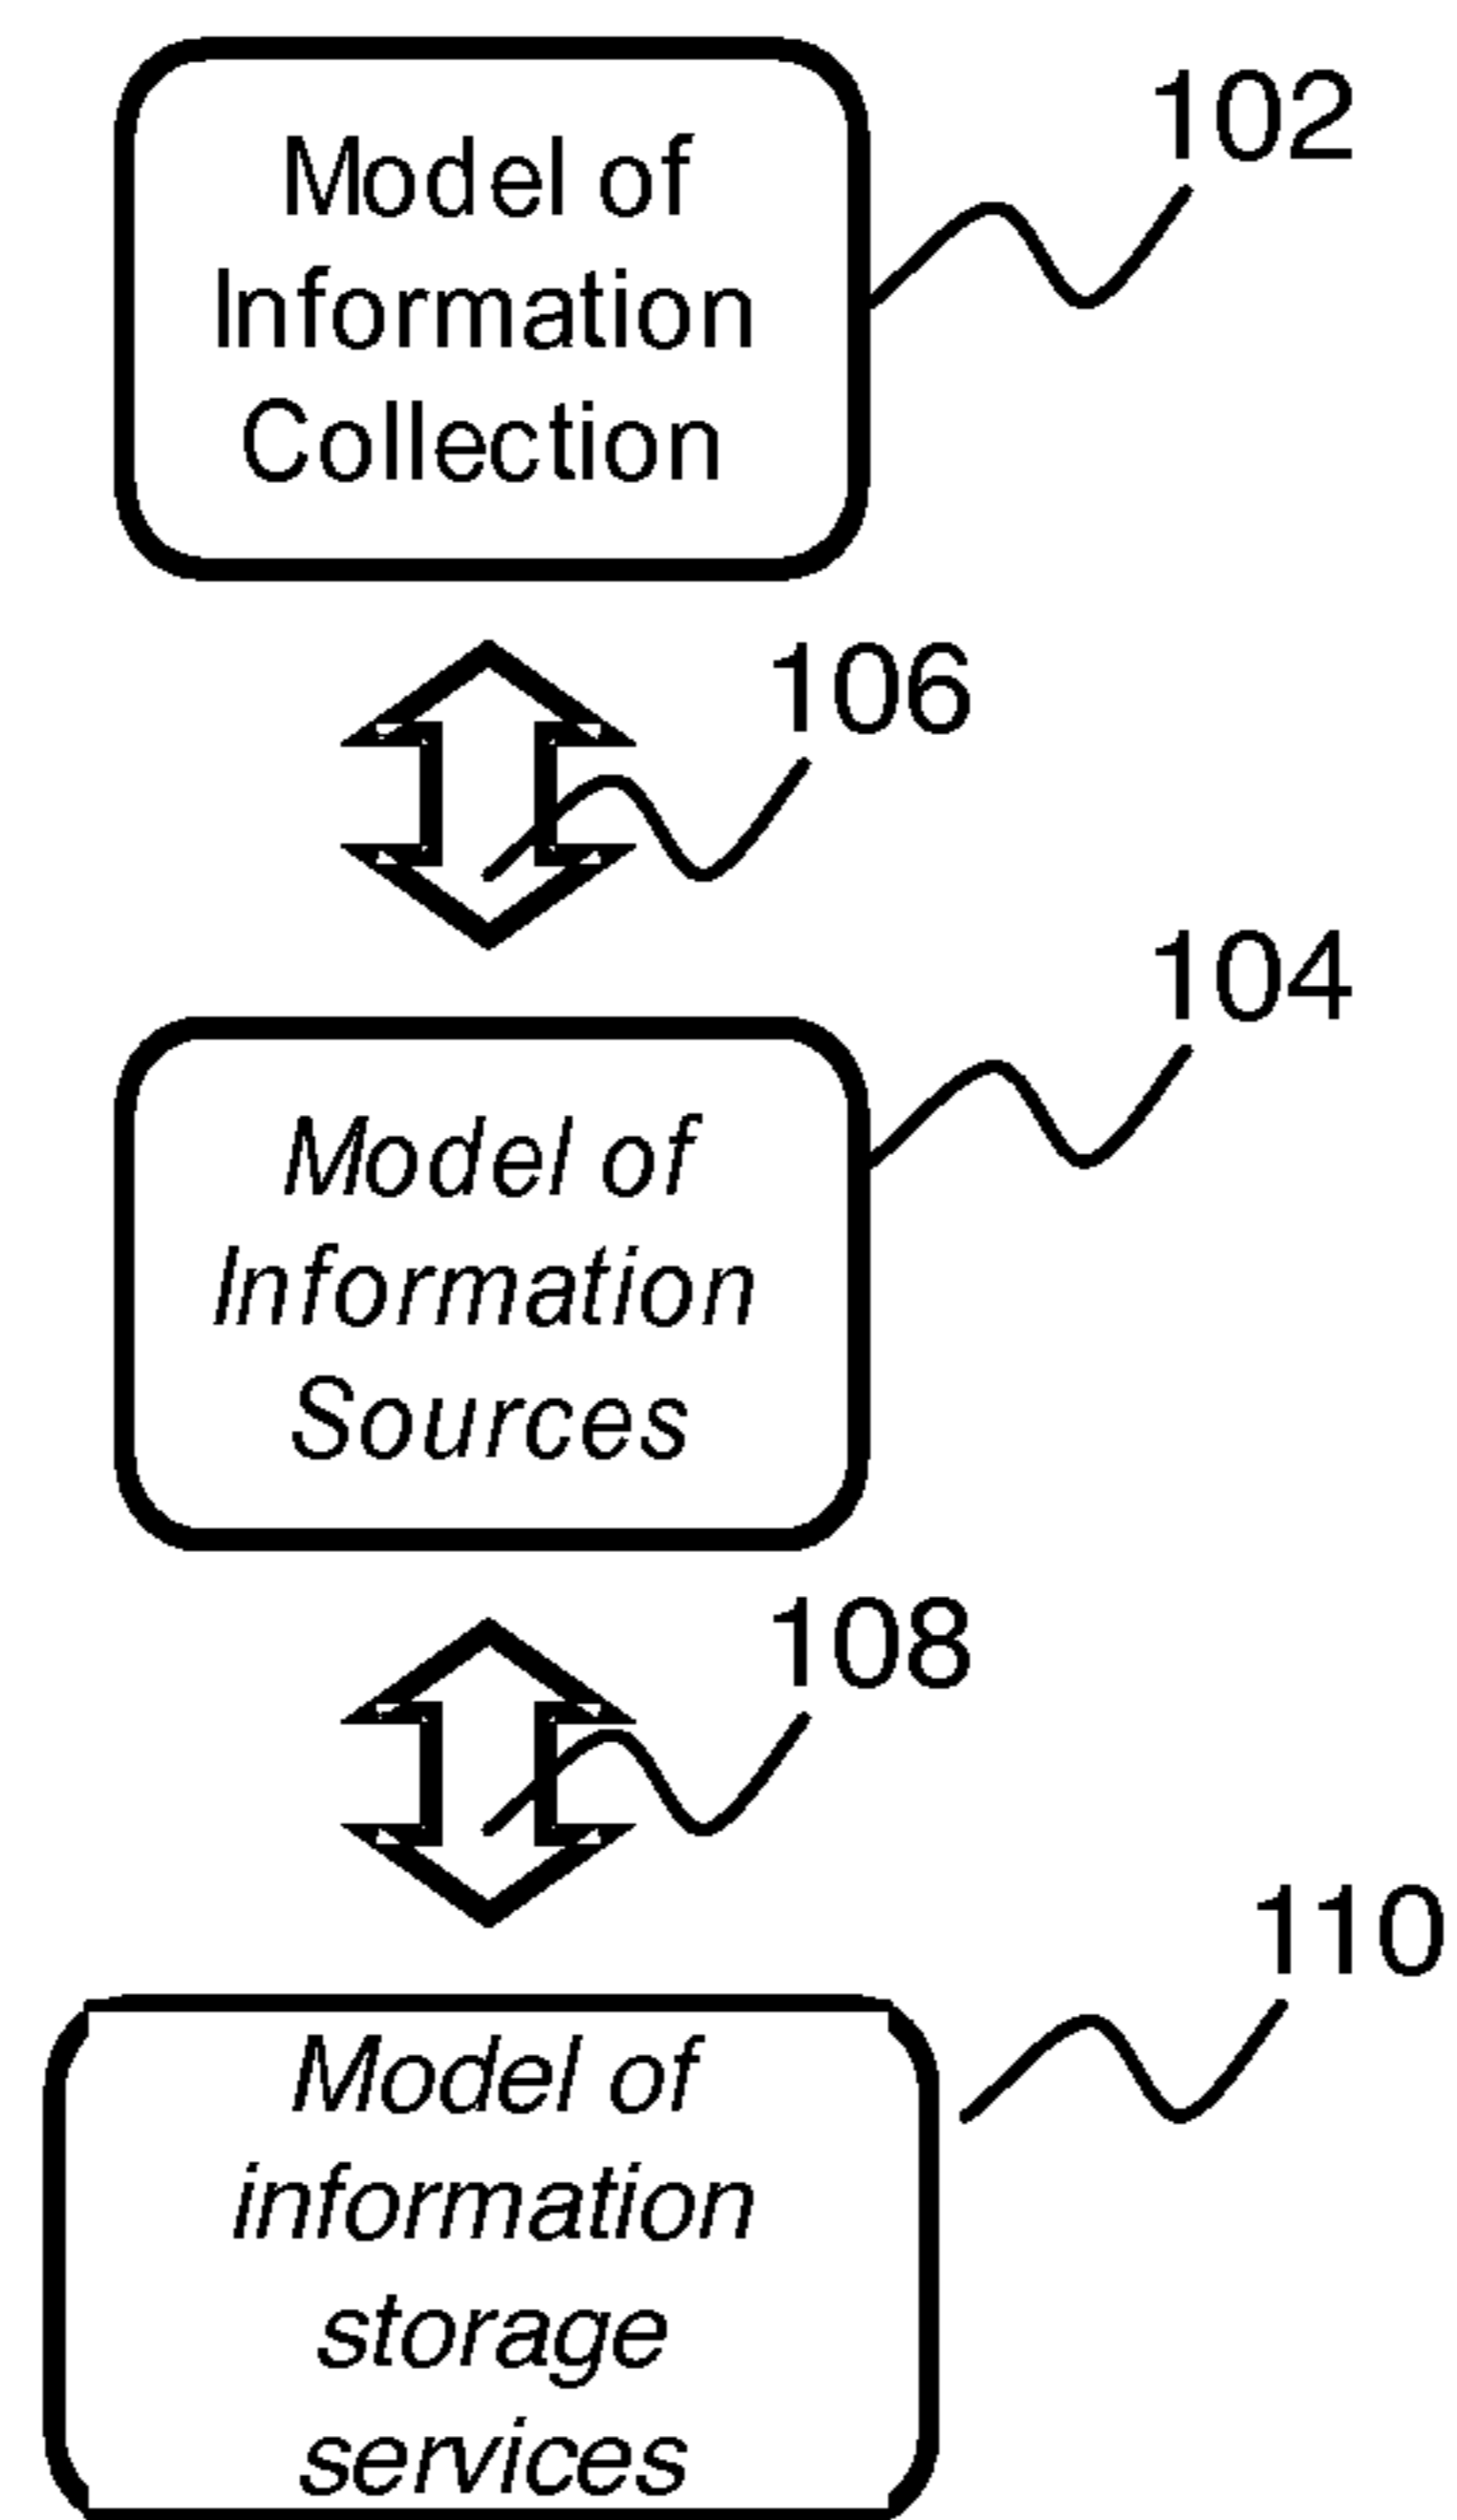 102
Model of
Information
Collection
106
104
Model of
Information
Sources
108
110
Model of
information
storage
services